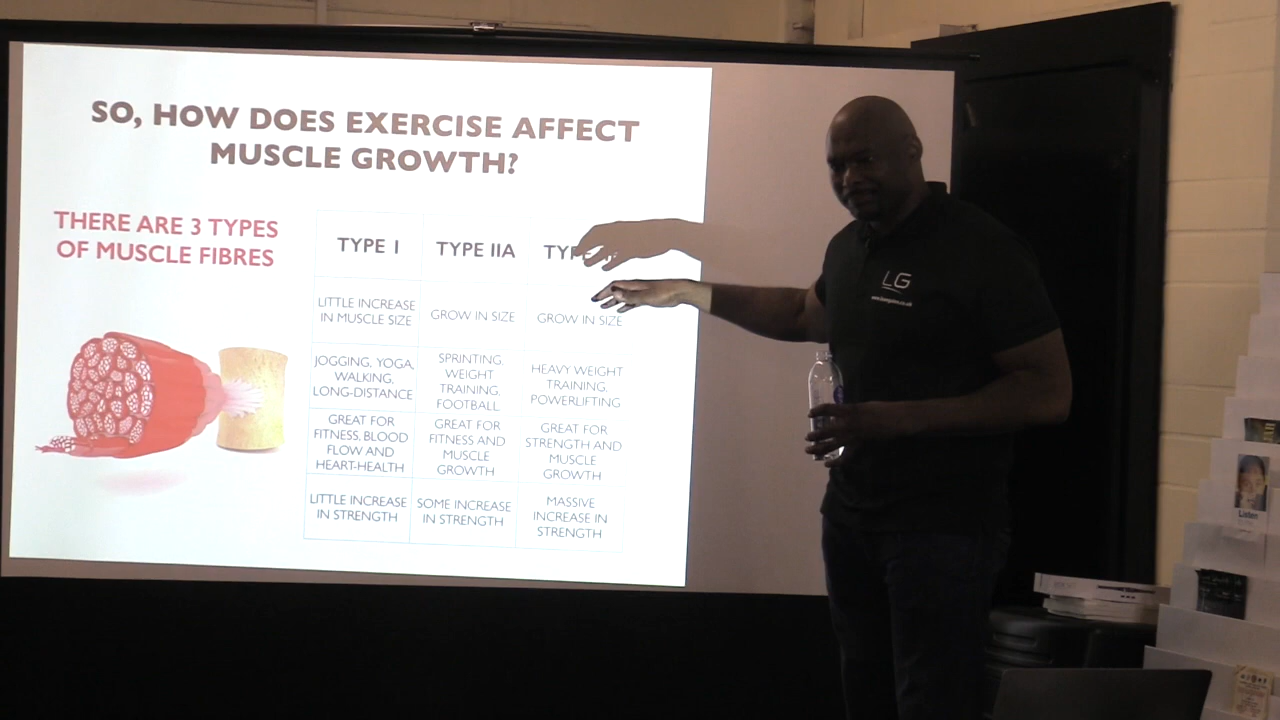 SO, HOW DOES EXERCISE AFFECT
MUSCLE GROWTH?
THERE ARE 3 TYPES
OF MUSCLE FIBRES
TYPE I
TYPE IIA
LITTLE INCREASE
IN MUSCLE SIZE
GROW IN SIZE
GROW IN SIZE
JOGGING, YOGA,
WALKING,
LONG-DISTANCE
SPRINTING,
WEIGHT
TRAINING,
FOOTBALL
HEAVY WEIGHT
TRAINING,
POWERLIFTING
GREAT FOR
FITNESS, BLOOD
FLOW AND
HEART-HEALTH
GREAT FOR
FITNESS AND
MUSCLE
GROWTH
GREAT FOR
STRENGTH AND
MUSCLE
GROWTH
LITTLE INCREASE
IN STRENGTH
SOME INCREASE
IN STRENGTH
MASSIVE
INCREASE IN
STRENGTH
LG
Listen